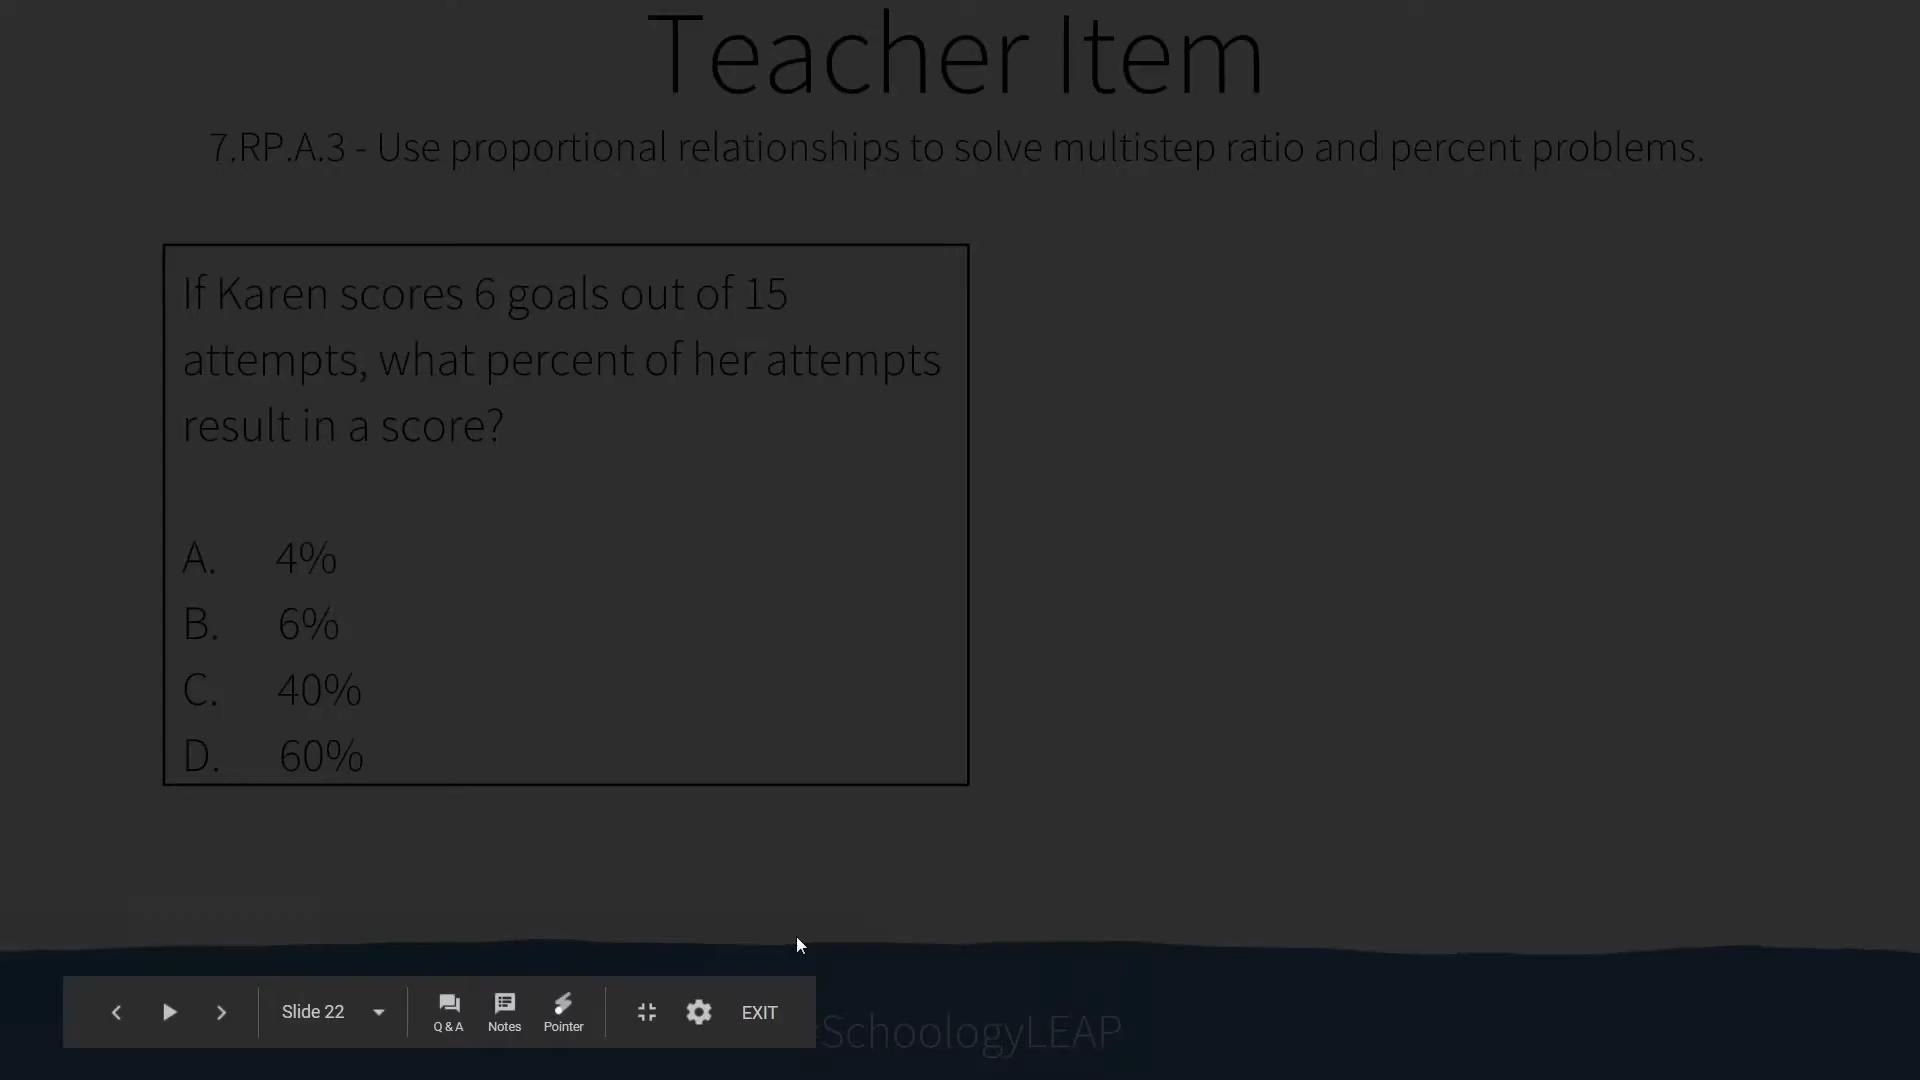 Teacher Item
7.RP.A.3 - Use proportional relationships to solve multistep ratio and percent problems.
If Karen scores 6 goals out of 15
attempts, what percent of her attempts
result in a score?
A. 4%
B. 6%
C. 40%
D. 60%
Slide 22
Q & A
Notes
Pointer
EXIT
SchoologyLEAP